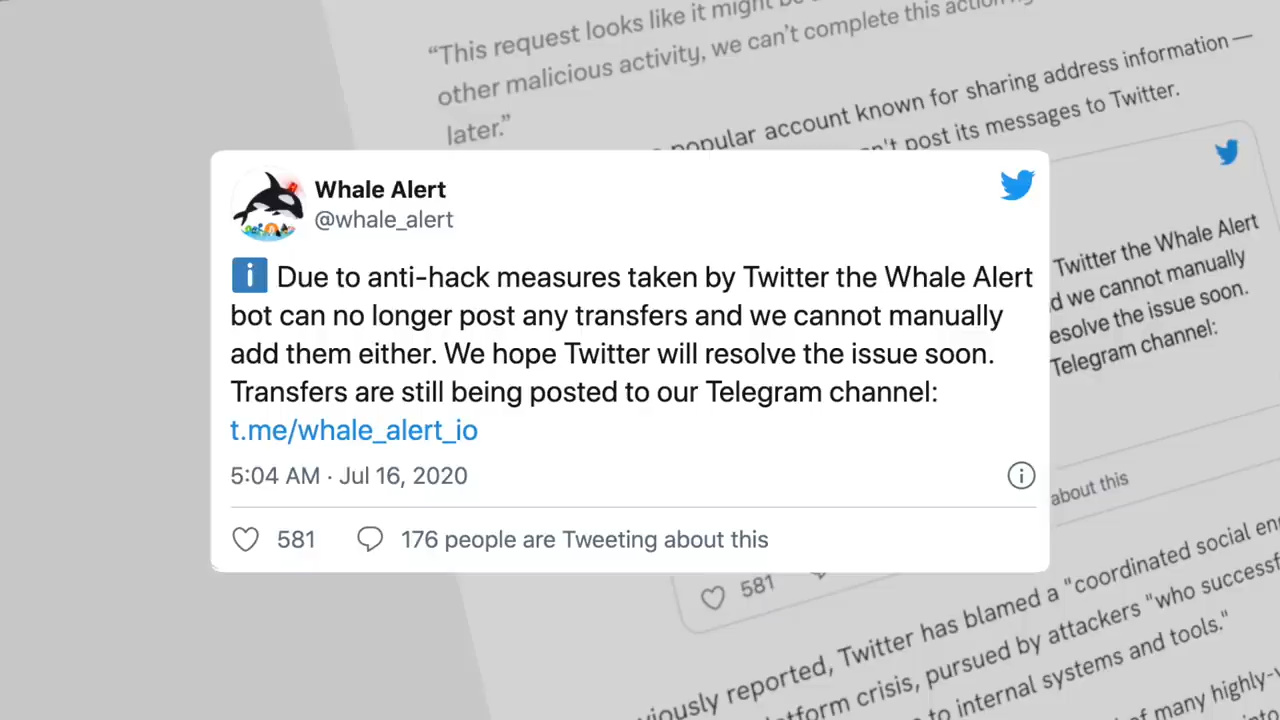 “This request looks like it might be
other malicious activity, we can’t complete this action
later.”
popular account known for sharing address information —
post its messages to Twitter.
Whale Alert
@whale_alert
i Due to anti-hack measures taken by Twitter the Whale Alert
bot can no longer post any transfers and we cannot manually
add them either. We hope Twitter will resolve the issue soon.
Transfers are still being posted to our Telegram channel:
t.me/whale_alert_io
5:04 AM · Jul 16, 2020
581 176 people are Tweeting about this
Twitter the Whale Alert
d we cannot manually
esolve the issue soon.
Telegram channel:
about this
581
iously reported, Twitter has blamed a "coordinated social en
tform crisis, pursued by attackers "who successf
to internal systems and tools."
of many highly-v